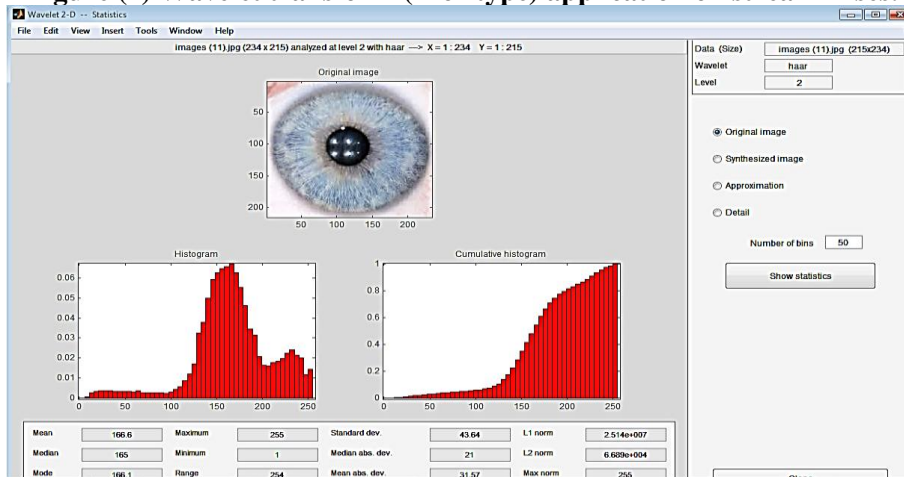 Wavelet 2-D -- Statistics
File Edit View Insert Tools Window Help
images (11).jpg (234 x 215) analyzed at level 2 with haar ---> X = 1 : 234 Y = 1 : 215
Data (Size) images (11).jpg (215x234)
Wavelet haar
Level 2
Original image
50
100
150
200
50 100 150 200
Original image
Synthesized image
Approximation
Detail
Number of bins 50
Show statistics
Histogram
0.06
0.05
0.04
0.03
0.02
0.01
0
0 50 100 150 200 250
Cumulative histogram
1
0.8
0.6
0.4
0.2
0
0 50 100 150 200 250
Mean 166.6 Maximum 255 Standard dev. 43.64 L1 norm 2.514e+007
Median 165 Minimum 1 Median abs. dev. 21 L2 norm 6.689e+004
Mode 166.1 Range 254 Mean abs. dev. 31.57 Max norm 255